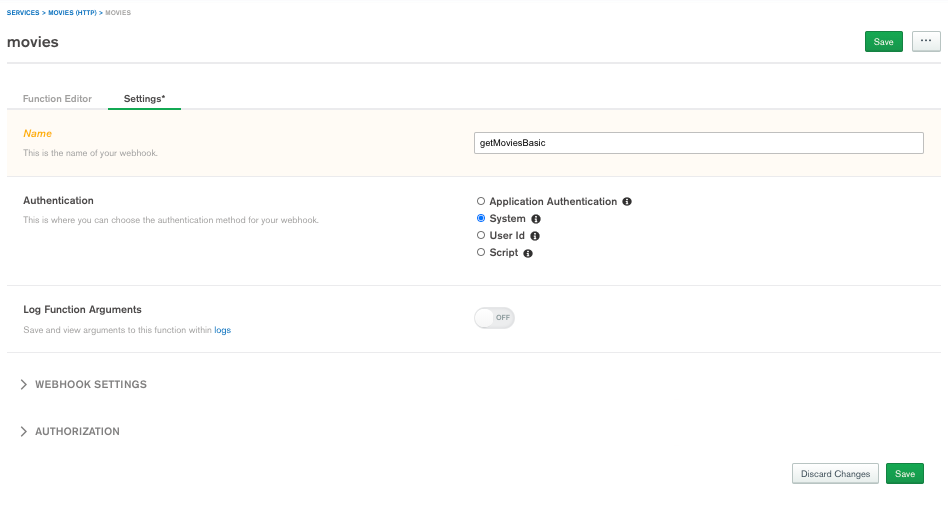 SERVICES > MOVIES (HTTP) > MOVIES
movies
Save
...
Function Editor
Settings*
Name
This is the name of your webhook.
getMoviesBasic
Authentication
This is where you can choose the authentication method for your webhook.
Application Authentication
System
User Id
Script
Log Function Arguments
Save and view arguments to this function within logs
OFF
WEBHOOK SETTINGS
AUTHORIZATION
Discard Changes
Save